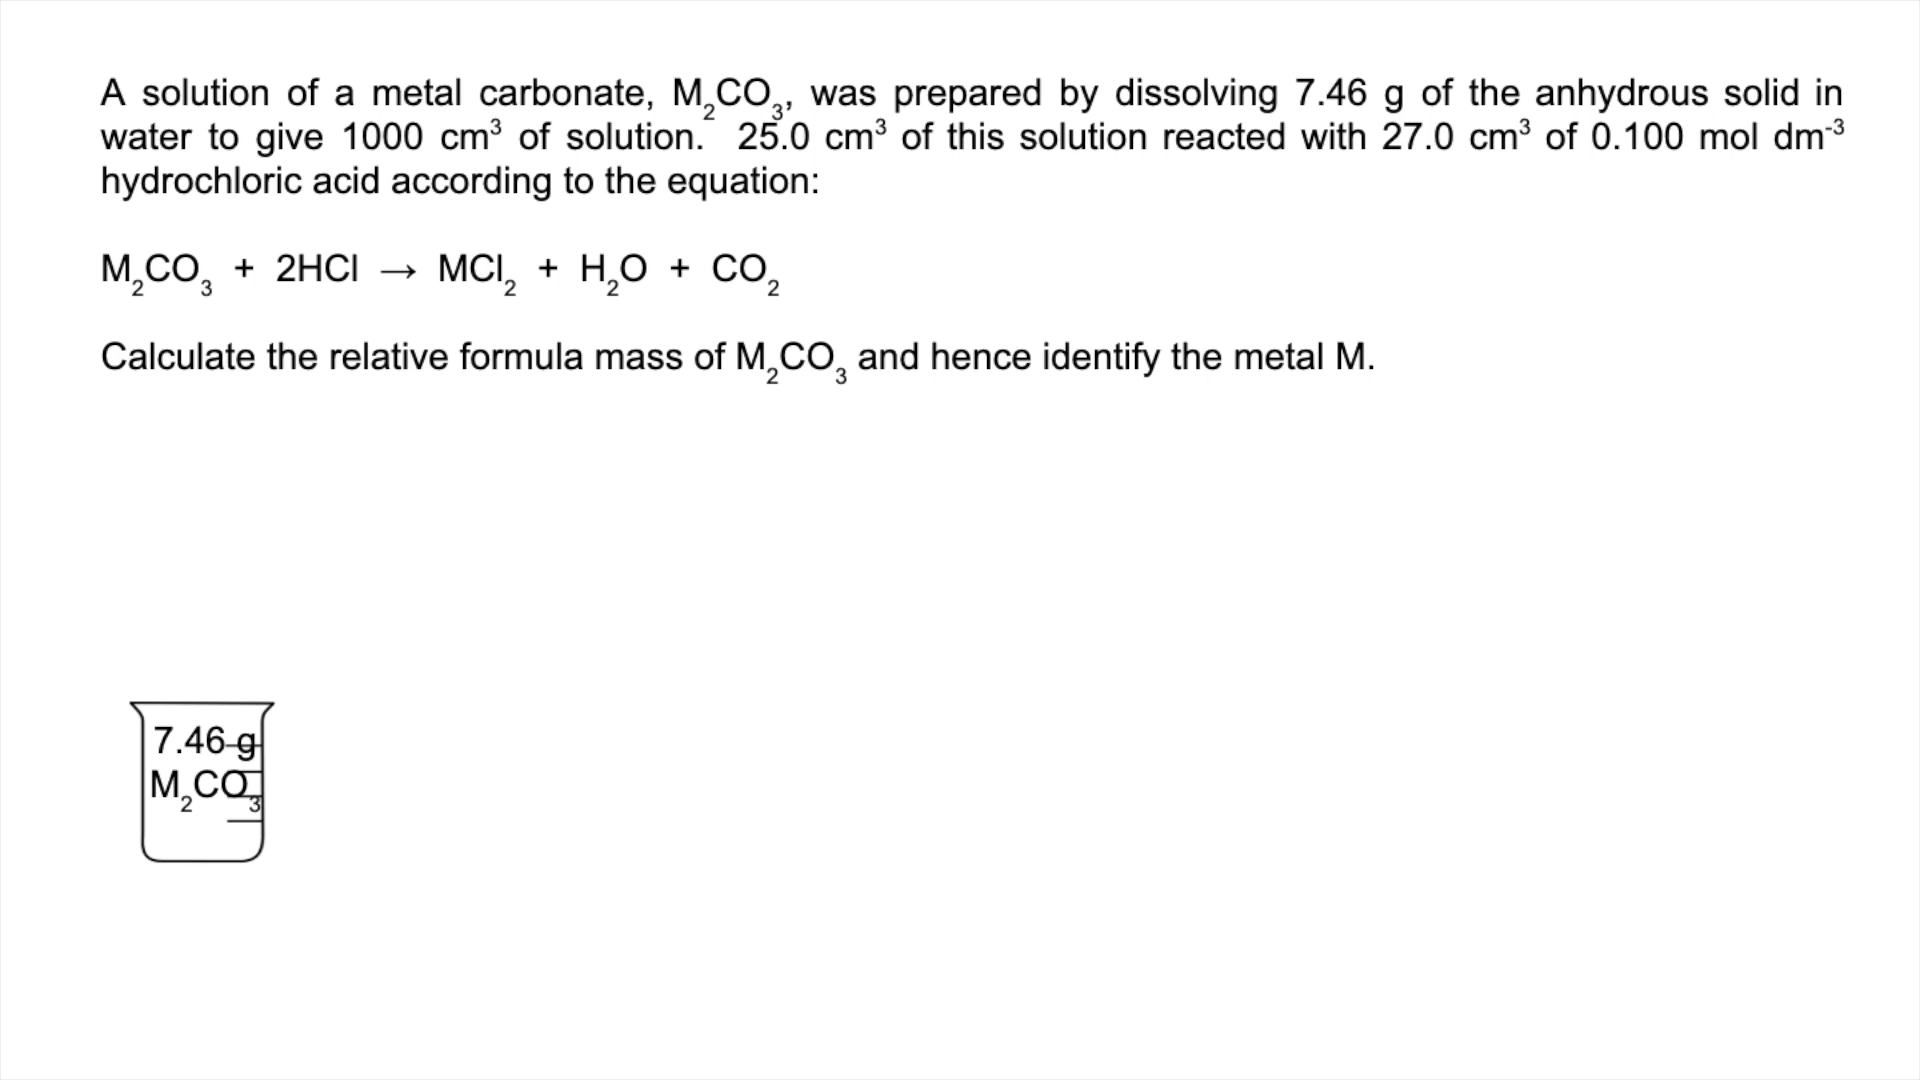 A solution of a metal carbonate, M₂CO₃, was prepared by dissolving 7.46 g of the anhydrous solid in
water to give 1000 cm³ of solution. 25.0 cm³ of this solution reacted with 27.0 cm³ of 0.100 mol dm⁻³
hydrochloric acid according to the equation:
M₂CO₃ + 2HCl → MCl₂ + H₂O + CO₂
Calculate the relative formula mass of M₂CO₃ and hence identify the metal M.
7.46 g
M₂CO₃